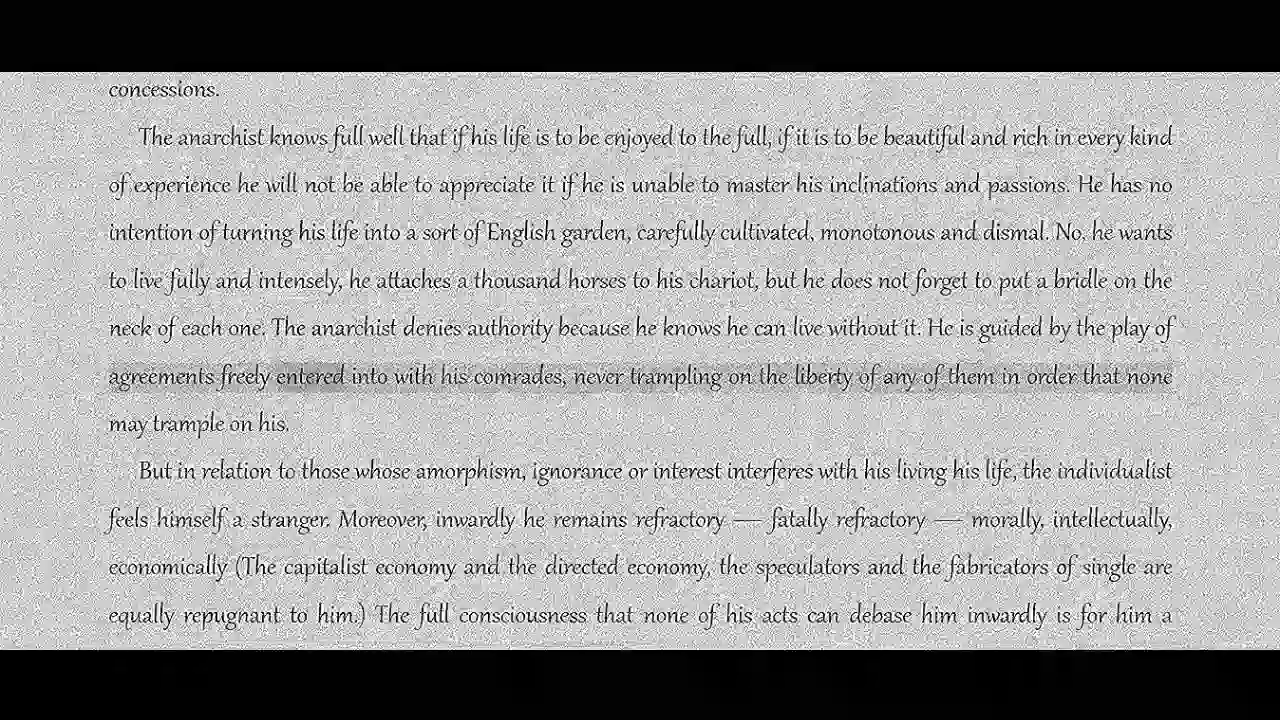 concessions.
The anarchist knows full well that if his life is to be enjoyed to the full, if it is to be beautiful and rich in every kind
of experience he will not be able to appreciate it if he is unable to master his inclinations and passions. He has no
intention of turning his life into a sort of English garden, carefully cultivated, monotonous and dismal. No, he wants
to live fully and intensely, he attaches a thousand horses to his chariot, but he does not forget to put a bridle on the
neck of each one. The anarchist denies authority because he knows he can live without it. He is guided by the play of
agreements freely entered into with his comrades, never trampling on the liberty of any of them in order that none
may trample on his.
But in relation to those whose amorphism, ignorance or interest interferes with his living his life, the individualist
feels himself a stranger. Moreover, inwardly he remains refractory — fatally refractory — morally, intellectually,
economically (The capitalist economy and the directed economy, the speculators and the fabricators of single are
equally repugnant to him.) The full consciousness that none of his acts can debase him inwardly is for him a